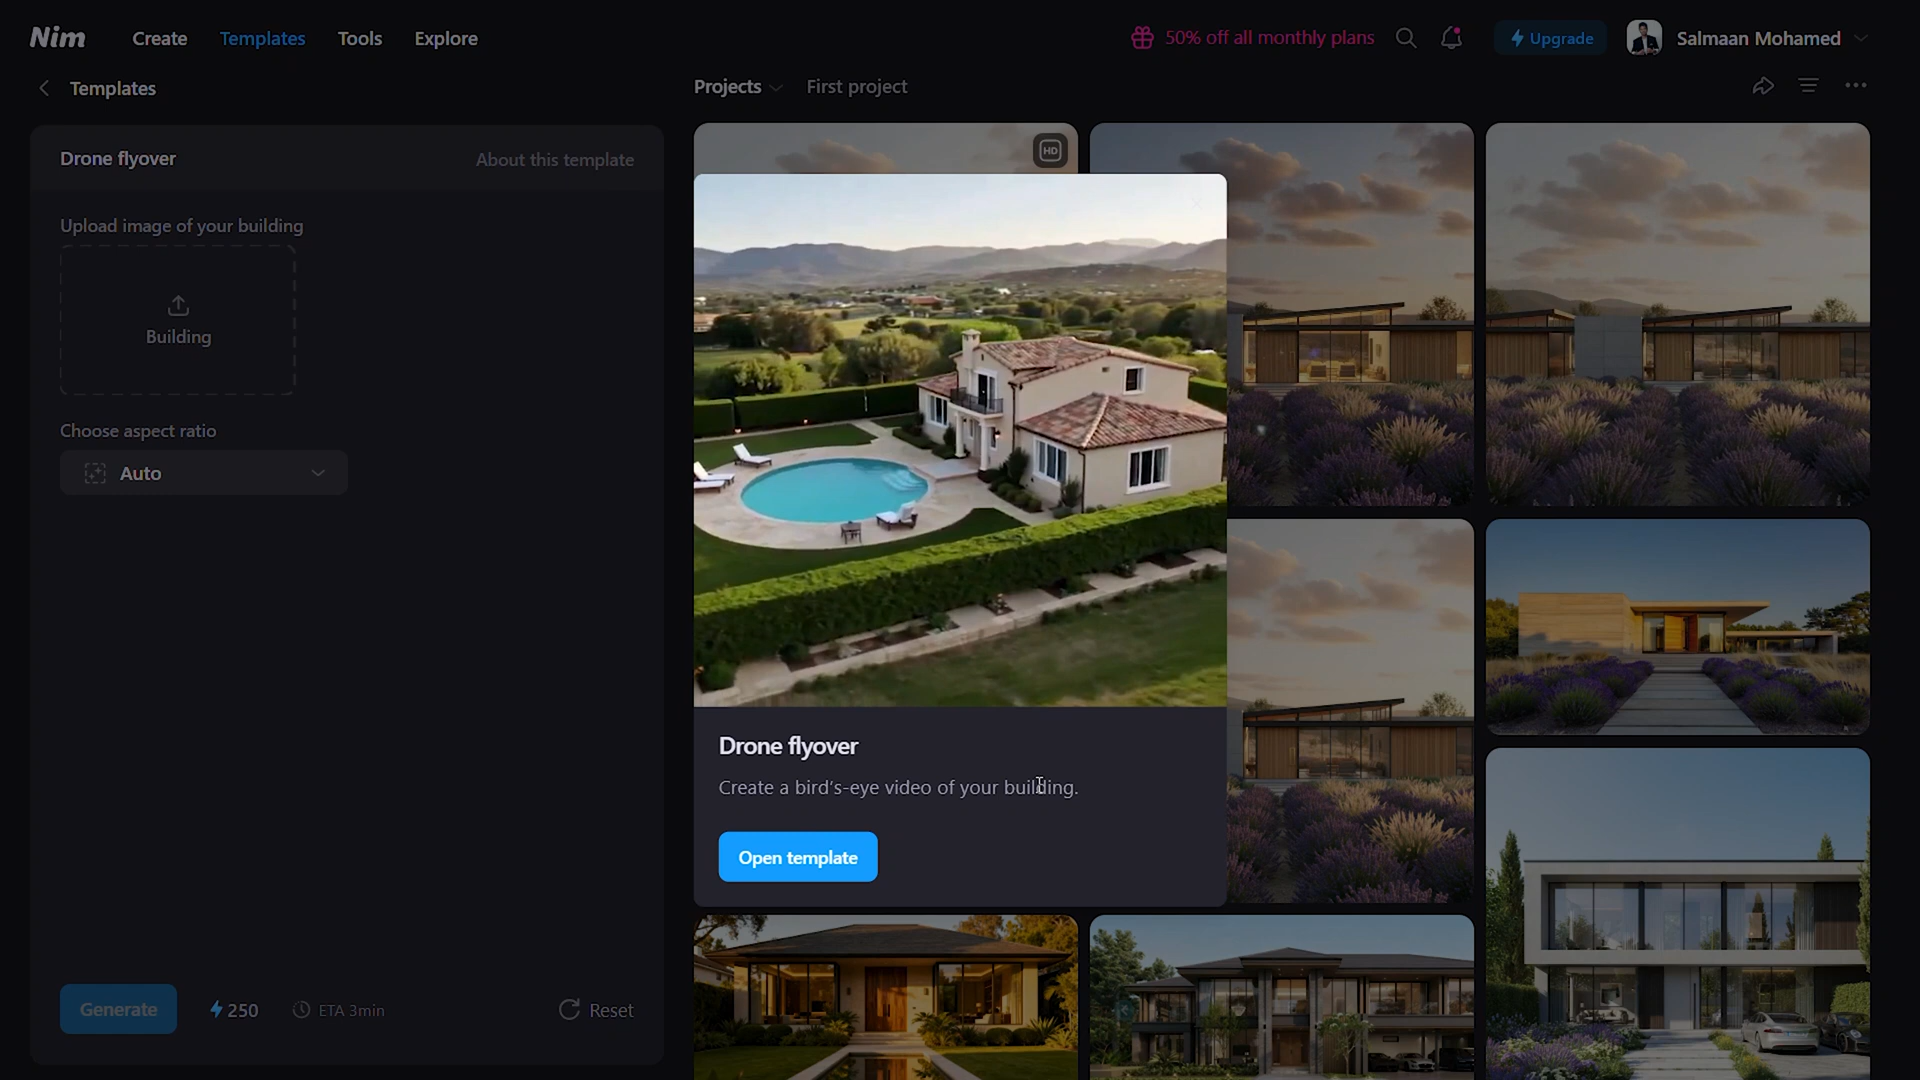 Nim
Create
Templates
Tools
Explore
50% off all monthly plans
Upgrade
Salmaan Mohamed
Templates
Projects
First project
Drone flyover
About this template
HD
Upload image of your building
Building
Choose aspect ratio
Auto
Drone flyover
Create a bird's-eye video of your building.
Open template
Generate
250
ETA 3min
Reset